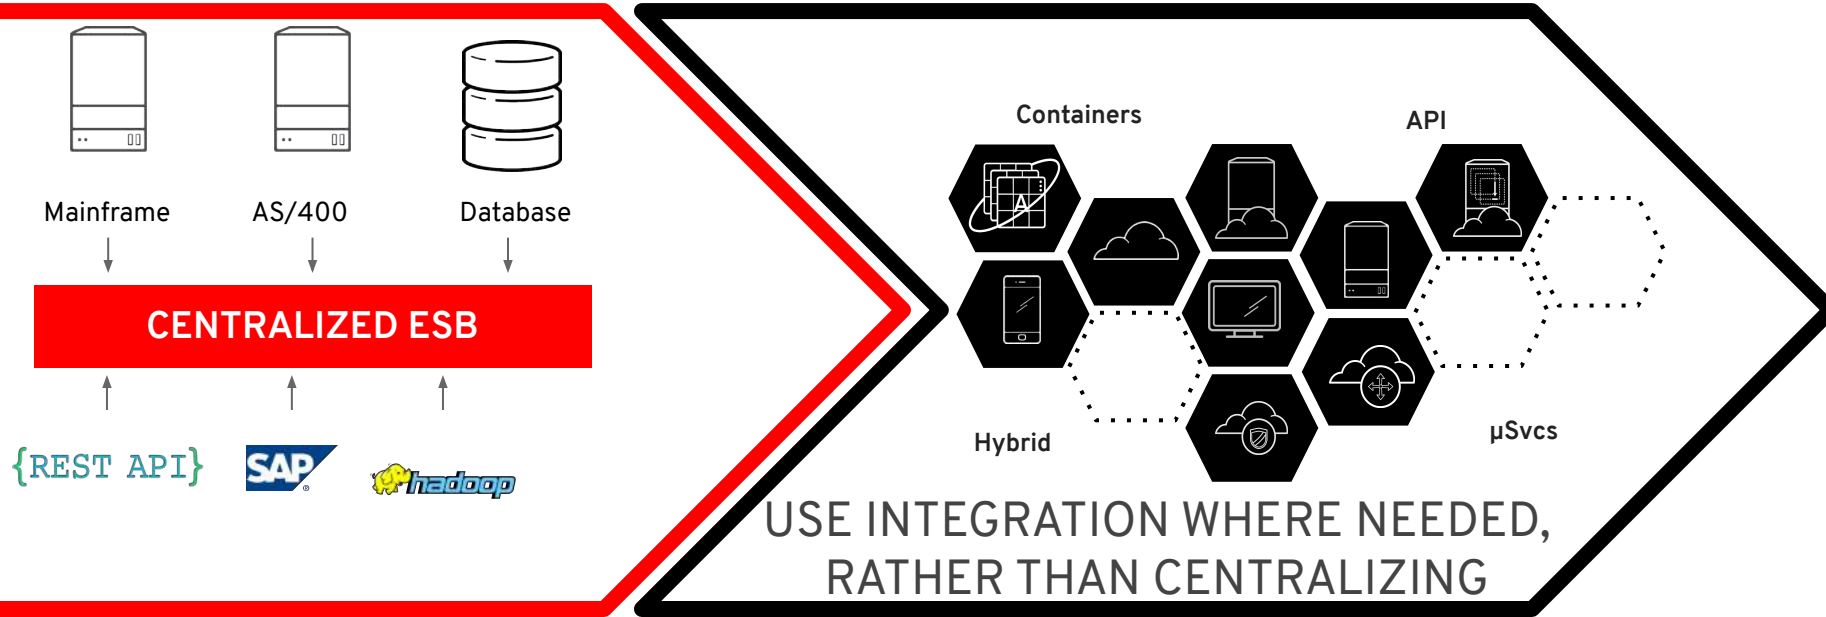 Mainframe
AS/400
Database
CENTRALIZED ESB
{REST API}
SAP
®
hadoop
Containers
API
A
Hybrid
µSvcs
USE INTEGRATION WHERE NEEDED,
RATHER THAN CENTRALIZING